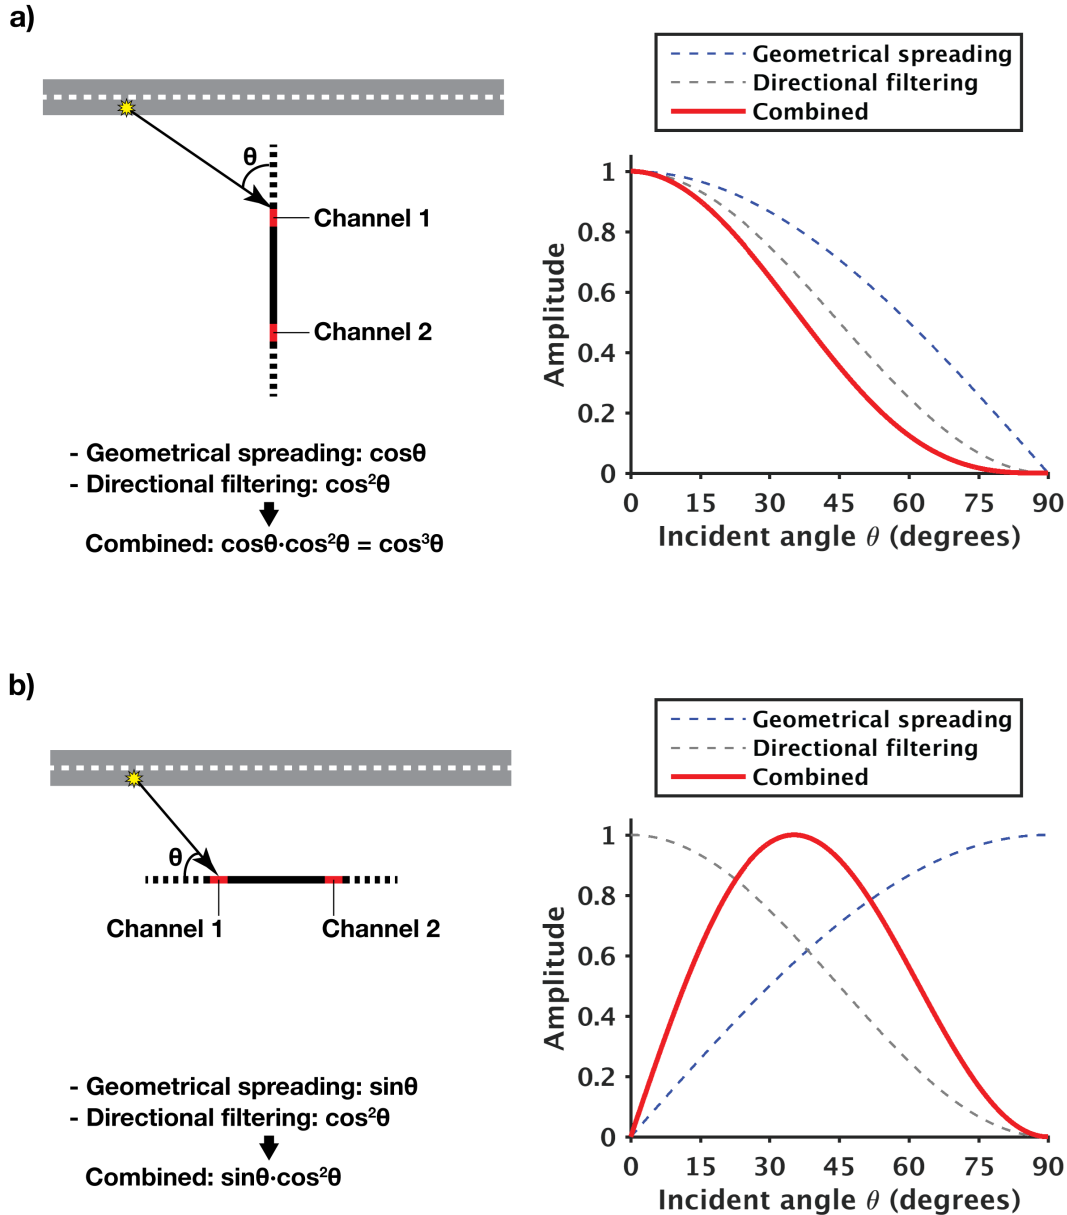 a)
θ
Channel 1
Channel 2
- Geometrical spreading: cosθ
- Directional filtering: cos²θ
Combined: cosθ·cos²θ = cos³θ
Geometrical spreading
Directional filtering
Combined
Amplitude
1
0.8
0.6
0.4
0.2
0
0 15 30 45 60 75 90
Incident angle θ (degrees)
b)
θ
Channel 1 Channel 2
- Geometrical spreading: sinθ
- Directional filtering: cos²θ
Combined: sinθ·cos²θ
Geometrical spreading
Directional filtering
Combined
Amplitude
1
0.8
0.6
0.4
0.2
0
0 15 30 45 60 75 90
Incident angle θ (degrees)